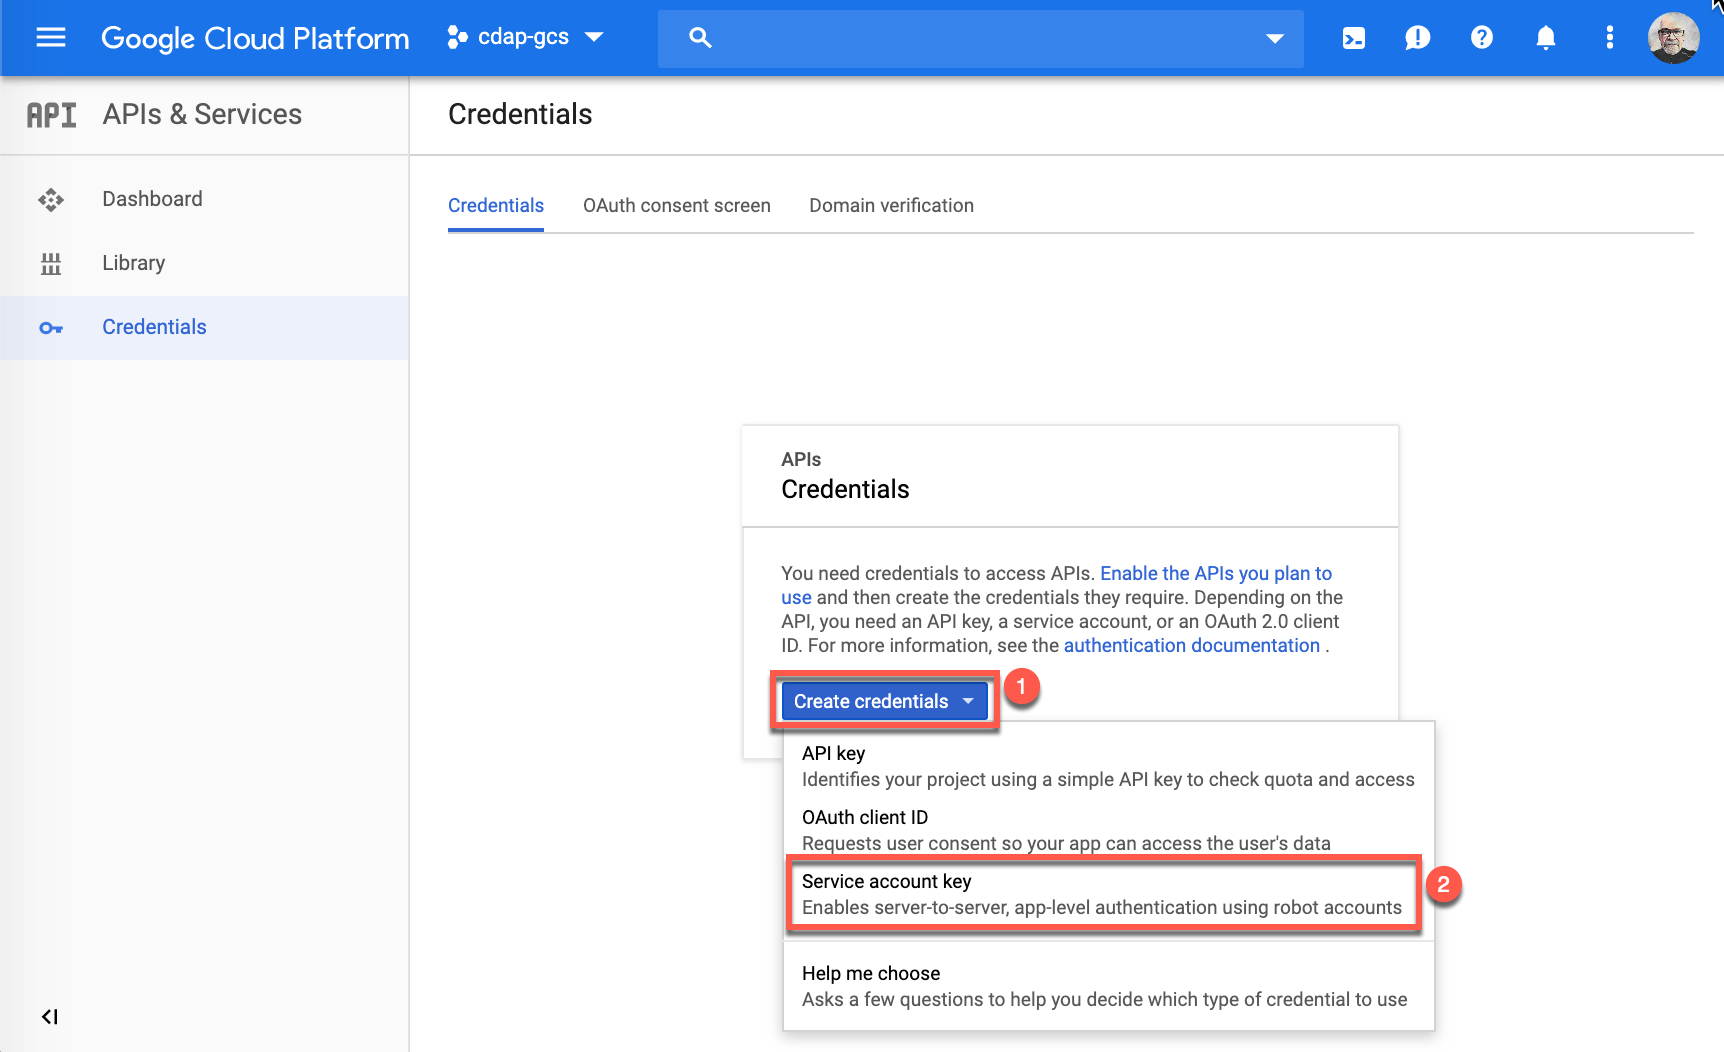 Google Cloud Platform
cdap-gcs
API
APIs & Services
Credentials
Dashboard
Library
Credentials
Credentials
OAuth consent screen
Domain verification
APIs
Credentials
You need credentials to access APIs. Enable the APIs you plan to
use and then create the credentials they require. Depending on the
API, you need an API key, a service account, or an OAuth 2.0 client
ID. For more information, see the authentication documentation .
Create credentials
1
API key
Identifies your project using a simple API key to check quota and access
OAuth client ID
Requests user consent so your app can access the user's data
Service account key
Enables server-to-server, app-level authentication using robot accounts
2
Help me choose
Asks a few questions to help you decide which type of credential to use